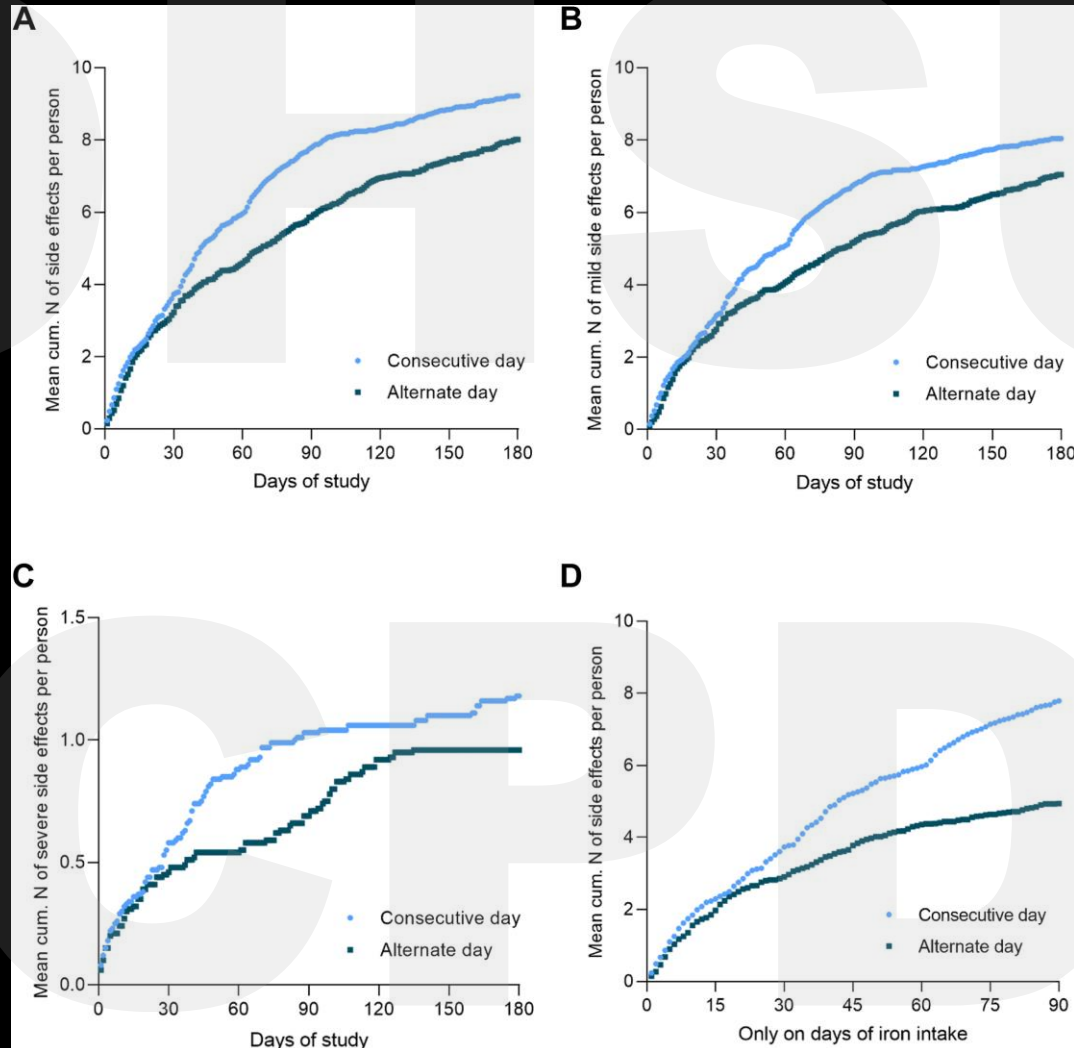 A
Mean cum. N of side effects per person
10
8
6
4
2
0
0 30 60 90 120 150 180
Days of study
Consecutive day
Alternate day
B
Mean cum. N of mild side effects per person
10
8
6
4
2
0
0 30 60 90 120 150 180
Days of study
Consecutive day
Alternate day
C
Mean cum. N of severe side effects per person
1.5
1.0
0.5
0.0
0 30 60 90 120 150 180
Days of study
Consecutive day
Alternate day
D
Mean cum. N of side effects per person
10
8
6
4
2
0
0 15 30 45 60 75 90
Only on days of iron intake
Consecutive day
Alternate day